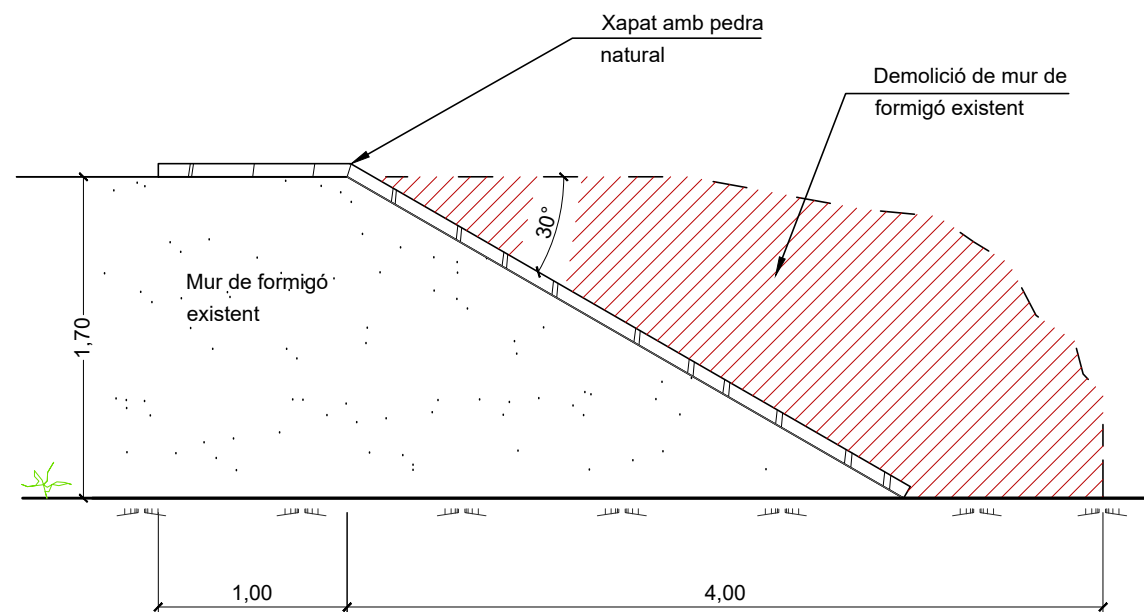 Xapat amb pedra
natural
Demolició de mur de
formigó existent
30°
Mur de formigó
existent
1,70
1,00
4,00